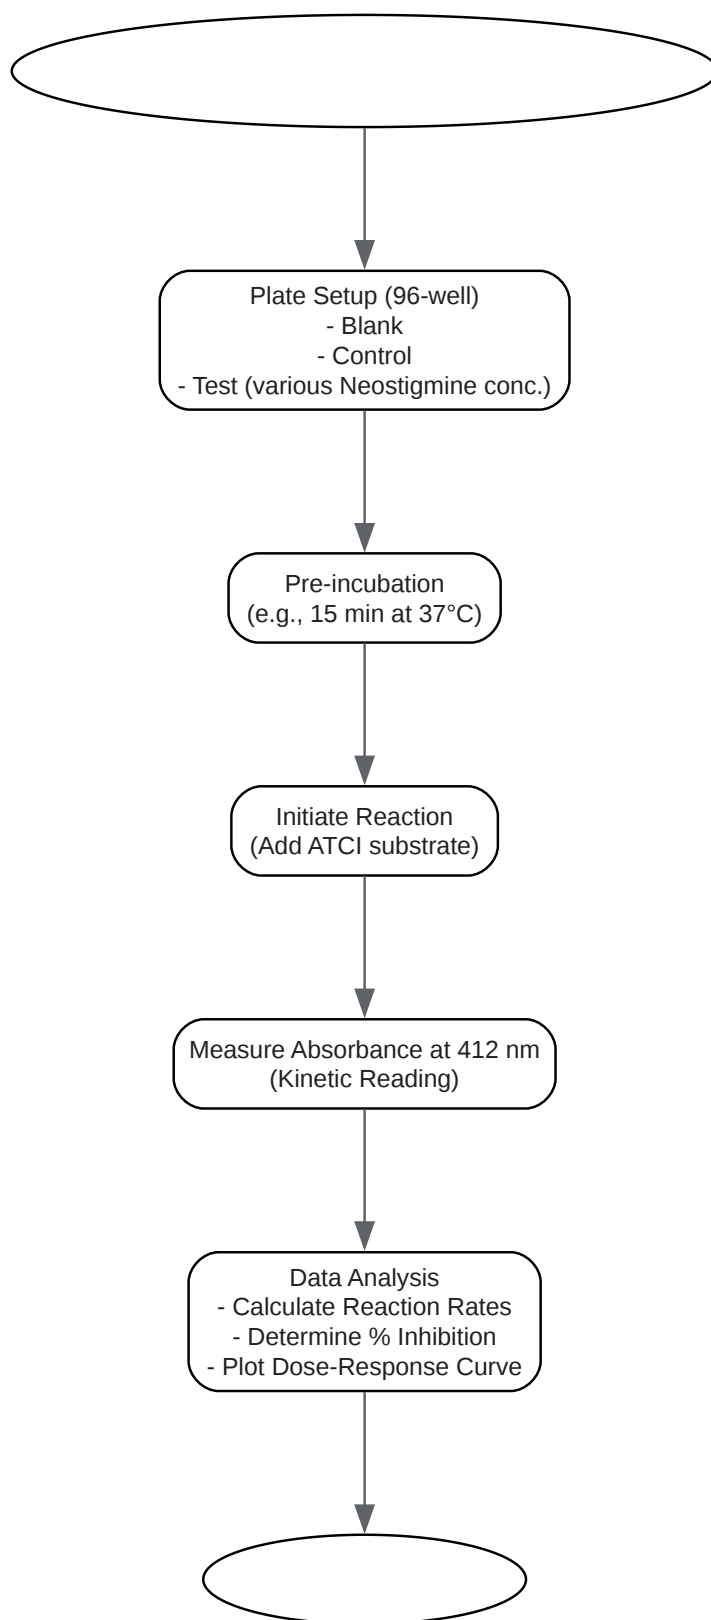 Plate Setup (96-well)
- Blank
- Control
- Test (various Neostigmine conc.)
Pre-incubation
(e.g., 15 min at 37°C)
Initiate Reaction
(Add ATCI substrate)
Measure Absorbance at 412 nm
(Kinetic Reading)
Data Analysis
- Calculate Reaction Rates
- Determine % Inhibition
- Plot Dose-Response Curve